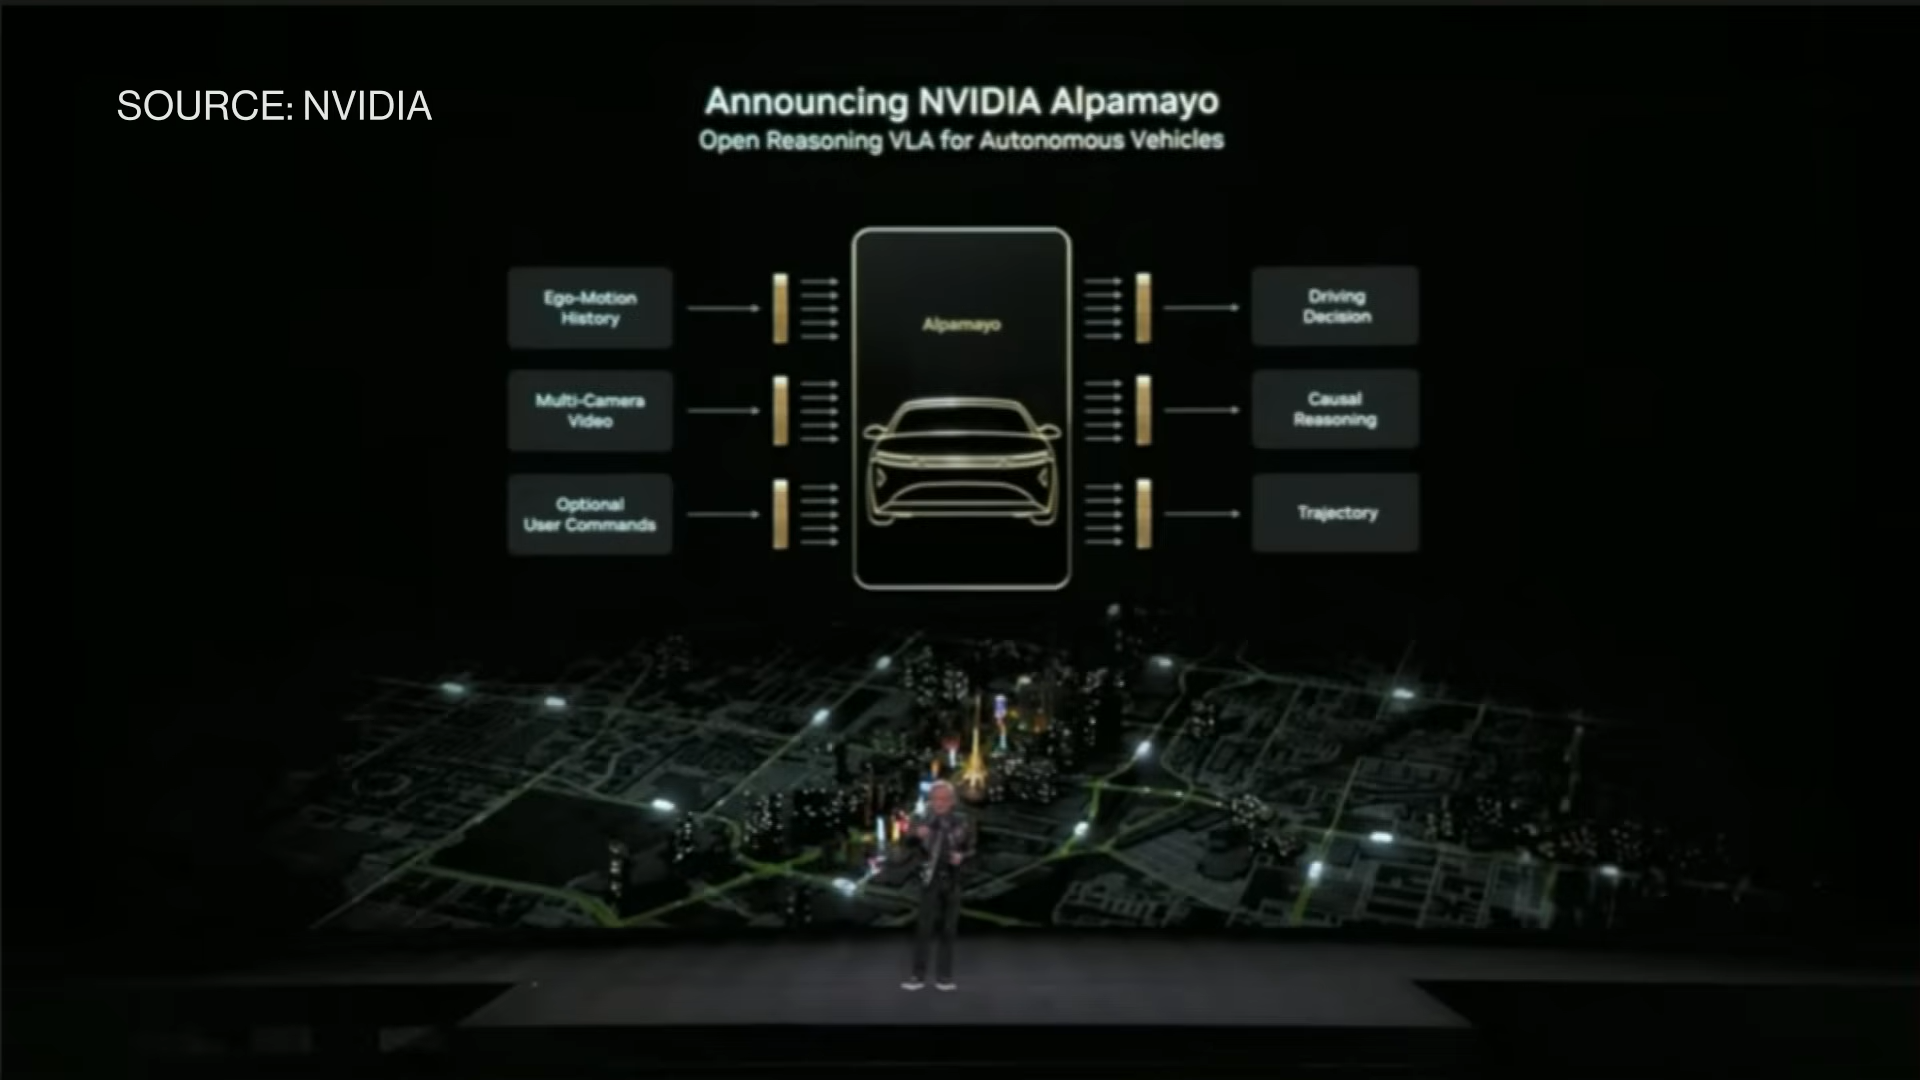 SOURCE: NVIDIA
Announcing NVIDIA Alpamayo
Open Reasoning VLA for Autonomous Vehicles
Ego-Motion
History
Multi-Camera
Video
Optional
User Commands
Alpamayo
Driving
Decision
Causal
Reasoning
Trajectory